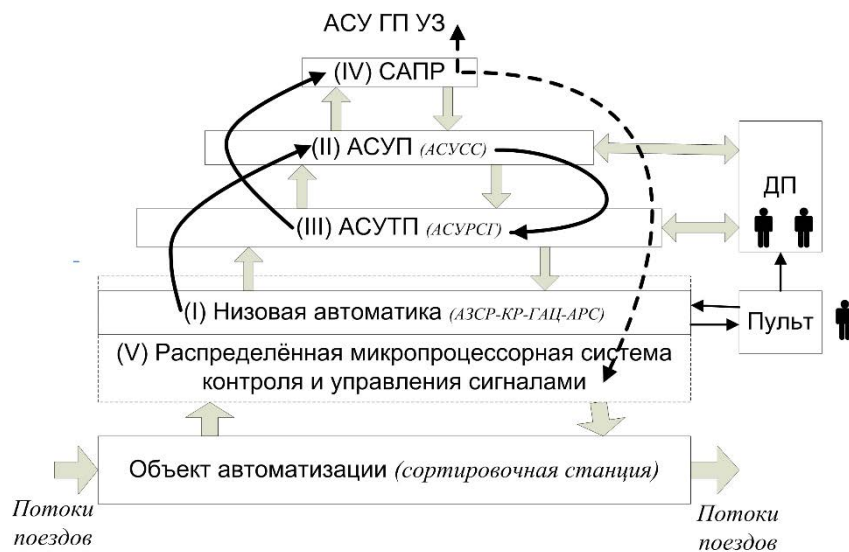 АСУ ГП УЗ
(IV) САПР
(II) АСУП (АСУСС)
ДП
(III) АСУТП (АСУРСГ)
(I) Низовая автоматика (АЗСР-КР-ГАЦ-АРС)
Пульт
(V) Распределённая микропроцессорная система
контроля и управления сигналами
Объект автоматизации (сортировочная станция)
Потоки
поездов
Потоки
поездов